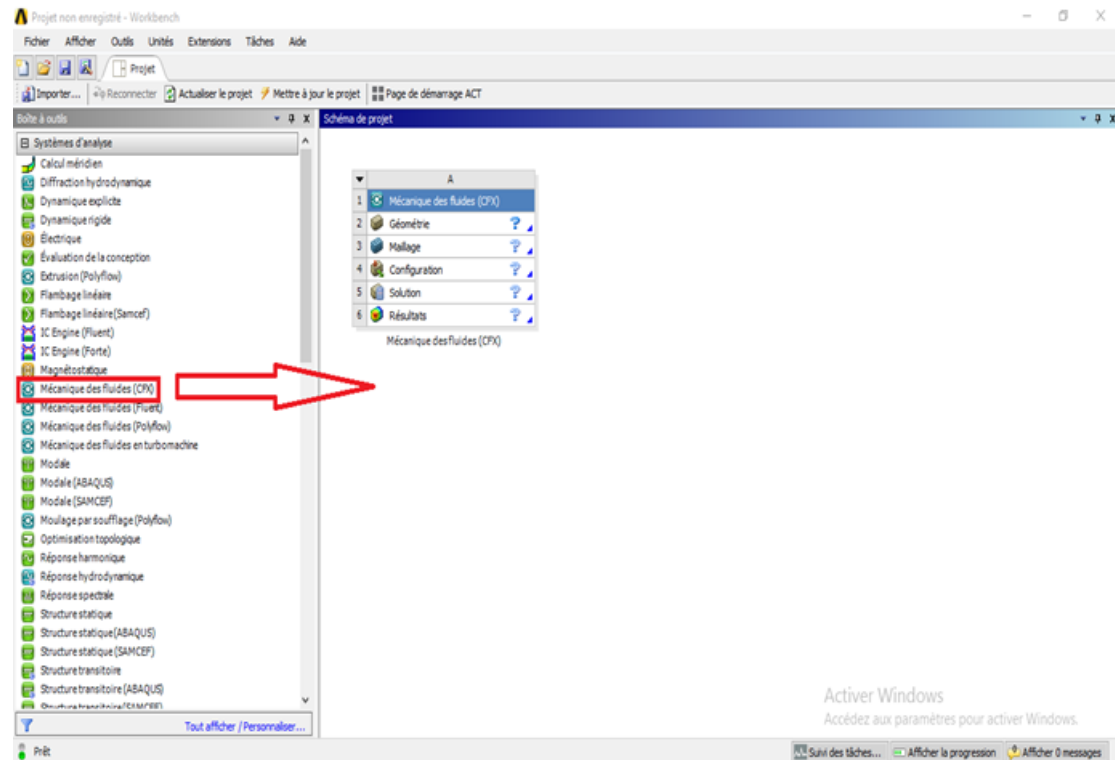 Projet non enregistré - Workbench
Fichier Afficher Outils Unités Extensions Tâches Aide
Projet
Importer... Reconnecter Actualiser le projet Mettre à jour le projet Page de démarrage ACT
Boîte à outils
Systèmes d'analyse
Calcul méridien
Diffraction hydrodynamique
Dynamique explicite
Dynamique rigide
Électrique
Évaluation de la conception
Extrusion (Polyflow)
Flambage linéaire
Flambage linéaire (Samcef)
IC Engine (Fluent)
IC Engine (Forte)
Magnétostatique
Mécanique des fluides (CFX)
Mécanique des fluides (Fluent)
Mécanique des fluides (Polyflow)
Mécanique des fluides en turbomachine
Modale
Modale (ABAQUS)
Modale (SAMCEF)
Moulage par soufflage (Polyflow)
Optimisation topologique
Réponse harmonique
Réponse hydrodynamique
Réponse spectrale
Structure statique
Structure statique (ABAQUS)
Structure statique (SAMCEF)
Structure transitoire
Structure transitoire (ABAQUS)
Structure transitoire (SAMCEF)
Tout afficher / Personnaliser...
Schéma de projet
A
1 Mécanique des fluides (CFX)
2 Géométrie ?
3 Maillage ?
4 Configuration ?
5 Solution ?
6 Résultats ?
Mécanique des fluides (CFX)
Activer Windows
Accédez aux paramètres pour activer Windows.
Prêt
Suivi des tâches... Afficher la progression Afficher 0 messages